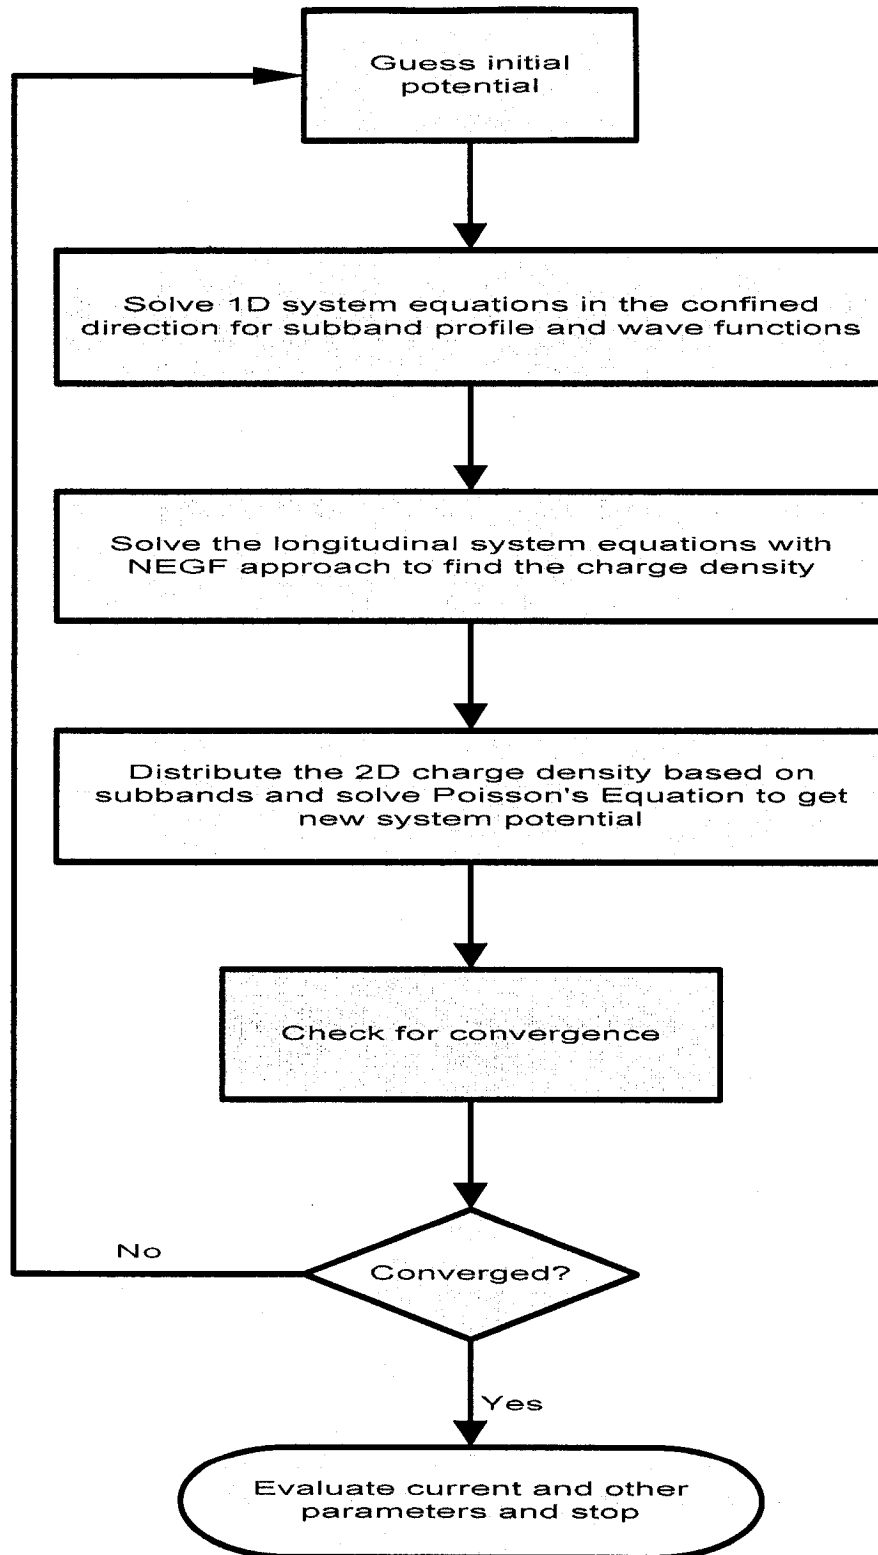 Guess initial
potential
Solve 1D system equations in the confined
direction for subband profile and wave functions
Solve the longitudinal system equations with
NEGF approach to find the charge density
Distribute the 2D charge density based on
subbands and solve Poisson's Equation to get
new system potential
Check for convergence
No
Converged?
Yes
Evaluate current and other
parameters and stop